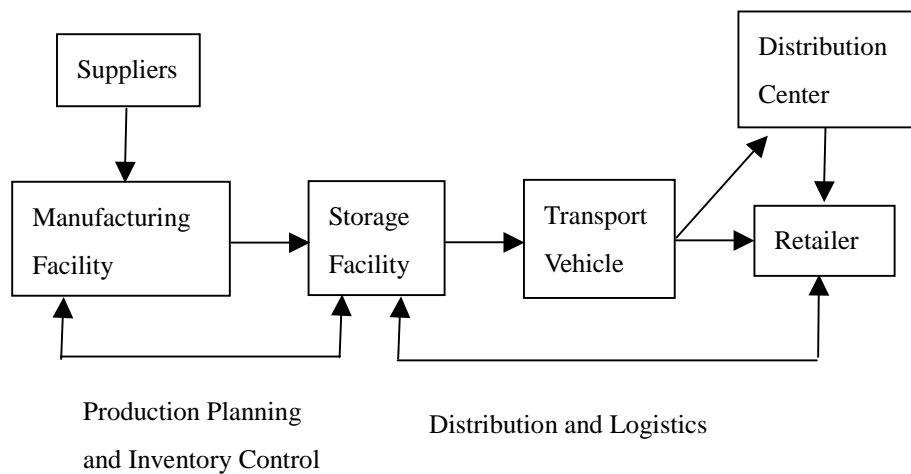 Suppliers
Distribution
Center
Manufacturing
Facility
Storage
Facility
Transport
Vehicle
Retailer
Production Planning
and Inventory Control
Distribution and Logistics